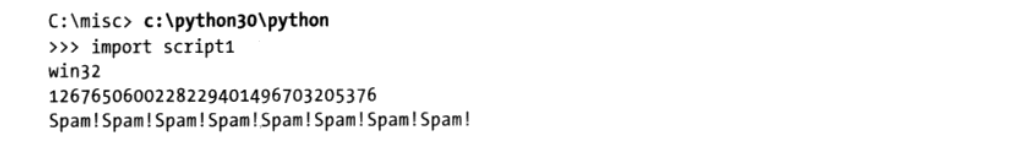 C:\misc> c:\python30\python
>>> import script1
win32
1267650600228229401496703205376
Spam!Spam!Spam!Spam!Spam!Spam!Spam!Spam!